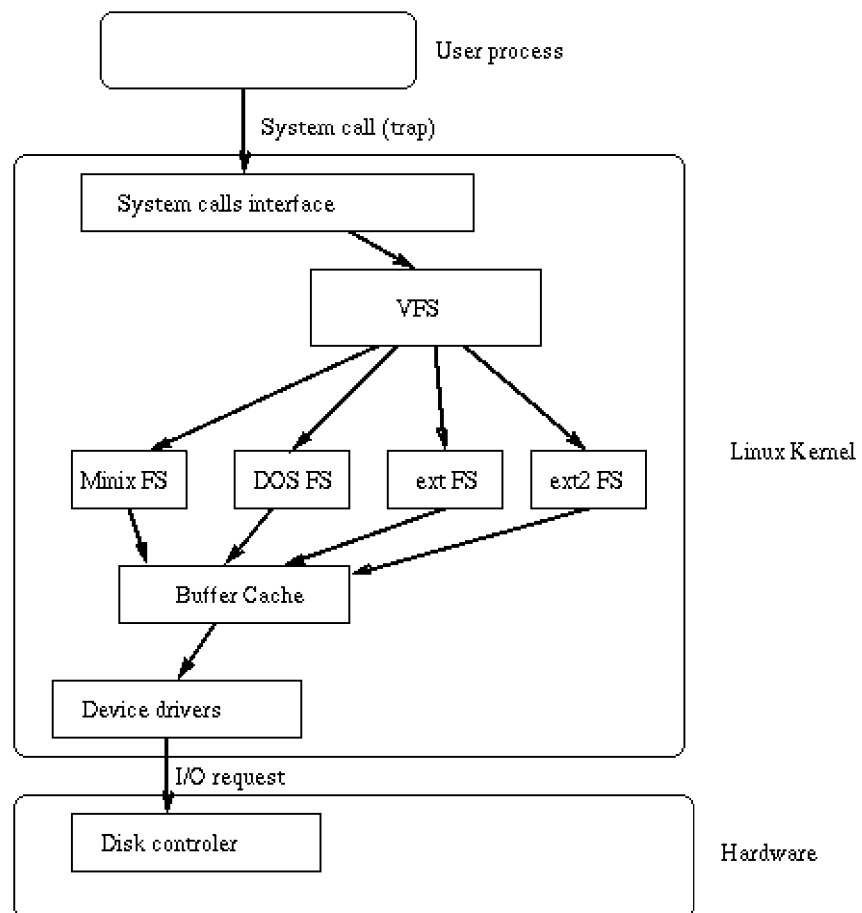 User process
System call (trap)
System calls interface
VFS
Linux Kernel
Minix FS
DOS FS
ext FS
ext2 FS
Buffer Cache
Device drivers
I/O request
Disk controler
Hardware